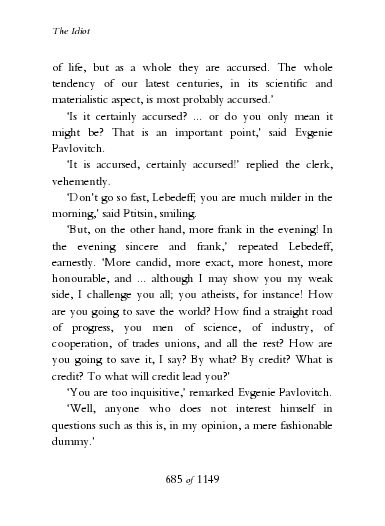 The Idiot
of life, but as a whole they are accursed. The whole
tendency of our latest centuries, in its scientific and
materialistic aspect, is most probably accursed.'
'Is it certainly accursed? ... or do you only mean it
might be? That is an important point,' said Evgenie
Pavlovitch.
'It is accursed, certainly accursed!' replied the clerk,
vehemently.
'Don't go so fast, Lebedeff; you are much milder in the
morning,' said Ptitsin, smiling.
'But, on the other hand, more frank in the evening! In
the evening sincere and frank,' repeated Lebedeff,
earnestly. 'More candid, more exact, more honest, more
honourable, and ... although I may show you my weak
side, I challenge you all; you atheists, for instance! How
are you going to save the world? How find a straight road
of progress, you men of science, of industry, of
cooperation, of trades unions, and all the rest? How are
you going to save it, I say? By what? By credit? What is
credit? To what will credit lead you?'
'You are too inquisitive,' remarked Evgenie Pavlovitch.
'Well, anyone who does not interest himself in
questions such as this is, in my opinion, a mere fashionable
dummy.'
685 of 1149